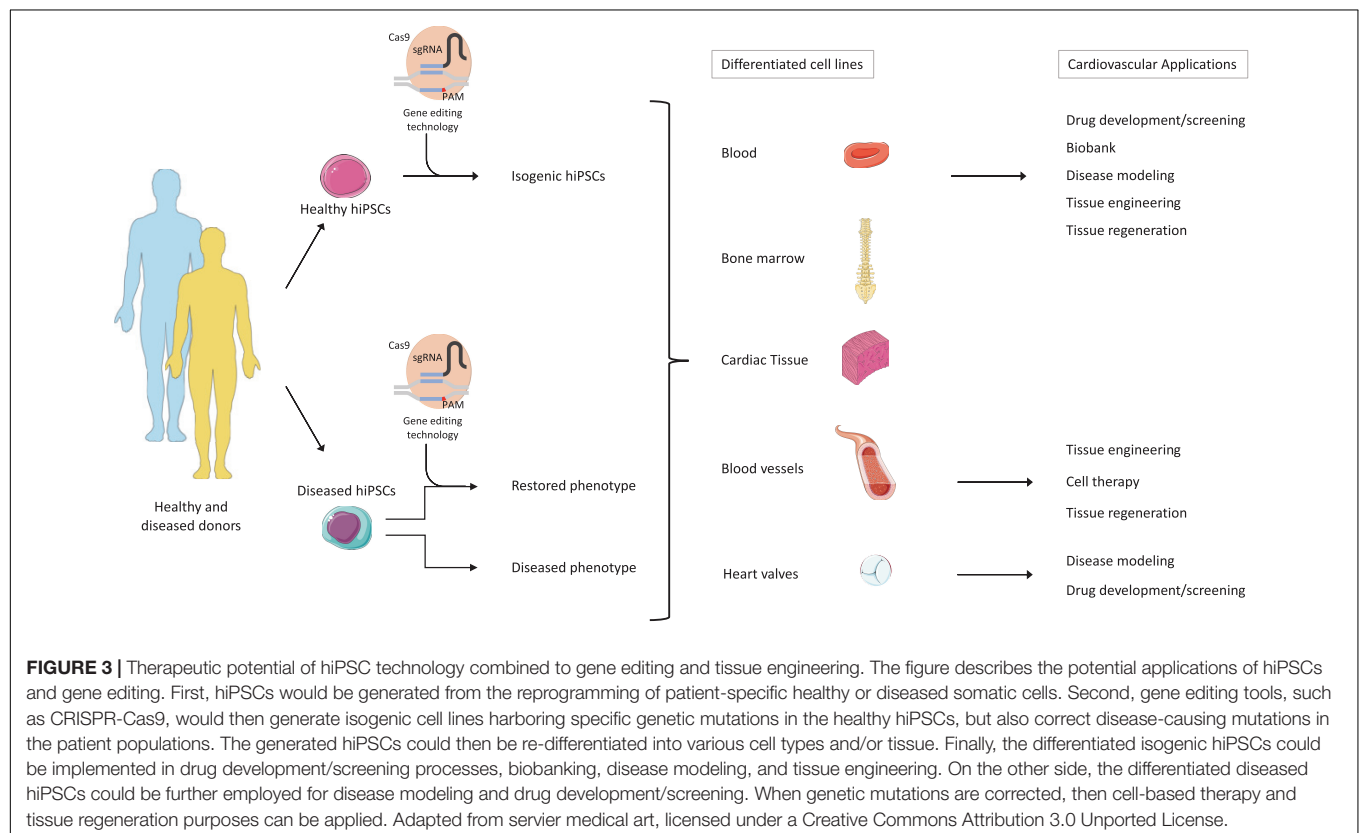 Cas9
sgRNA
PAM
Gene editing
technology
Healthy hiPSCs
Isogenic hiPSCs
Healthy and
diseased donors
Cas9
sgRNA
PAM
Gene editing
technology
Diseased hiPSCs
Restored phenotype
Diseased phenotype
Differentiated cell lines
Blood
Bone marrow
Cardiac Tissue
Blood vessels
Heart valves
Cardiovascular Applications
Drug development/screening
Biobank
Disease modeling
Tissue engineering
Tissue regeneration
Tissue engineering
Cell therapy
Tissue regeneration
Disease modeling
Drug development/screening
FIGURE 3 | Therapeutic potential of hiPSC technology combined to gene editing and tissue engineering. The figure describes the potential applications of hiPSCs
and gene editing. First, hiPSCs would be generated from the reprogramming of patient-specific healthy or diseased somatic cells. Second, gene editing tools, such
as CRISPR-Cas9, would then generate isogenic cell lines harboring specific genetic mutations in the healthy hiPSCs, but also correct disease-causing mutations in
the patient populations. The generated hiPSCs could then be re-differentiated into various cell types and/or tissue. Finally, the differentiated isogenic hiPSCs could
be implemented in drug development/screening processes, biobanking, disease modeling, and tissue engineering. On the other side, the differentiated diseased
hiPSCs could be further employed for disease modeling and drug development/screening. When genetic mutations are corrected, then cell-based therapy and
tissue regeneration purposes can be applied. Adapted from servier medical art, licensed under a Creative Commons Attribution 3.0 Unported License.